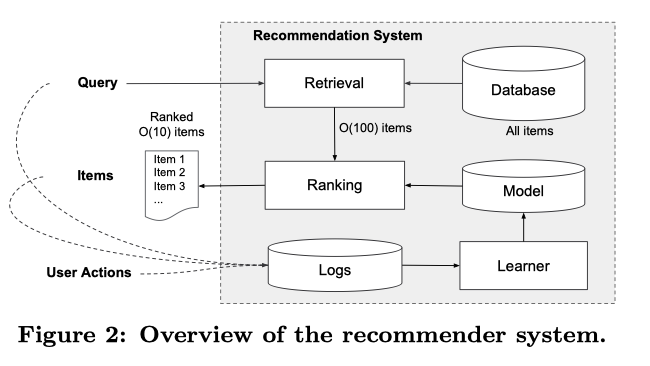 Recommendation System
Query
Retrieval
Database
All items
O(100) items
Ranked
O(10) items
Item 1
Item 2
Item 3
...
Items
Ranking
Model
User Actions
Logs
Learner
Figure 2: Overview of the recommender system.